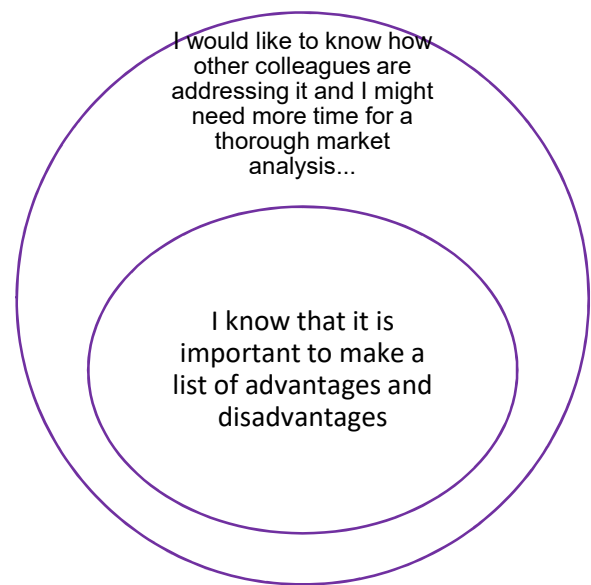 I would like to know how
other colleagues are
addressing it and I might
need more time for a
thorough market
analysis...
I know that it is
important to make a
list of advantages and
disadvantages